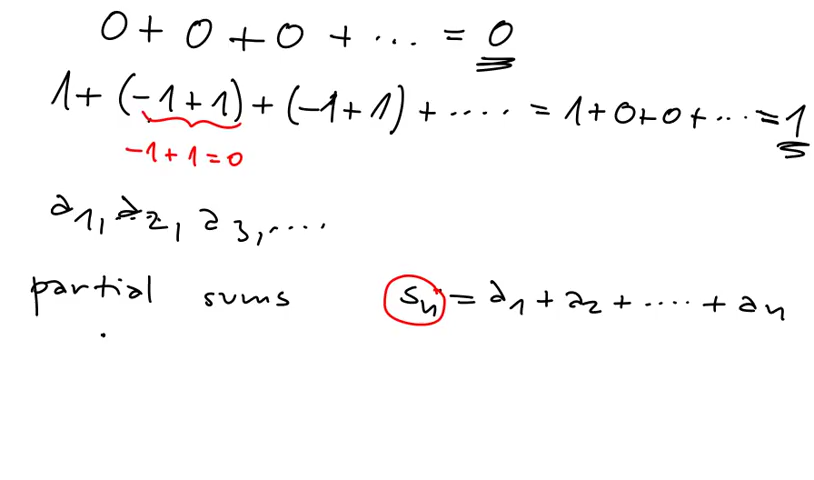 0 + 0 + 0 + ... = 0
1 + (-1 + 1) + (-1 + 1) + .... = 1 + 0 + 0 + ... = 1
-1 + 1 = 0
a1, a2, a3, ....
partial sums sn = a1 + a2 + .... + an